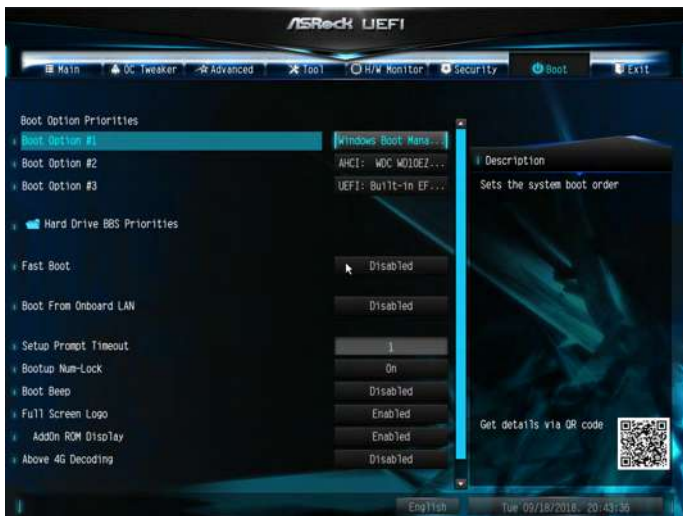 ASRock UEFI
Main OC Tweaker Advanced Tool H/W Monitor Security Boot Exit
Boot Option Priorities
Boot Option #1 Windows Boot Mana...
Boot Option #2 AHCI: WDC WD10EZ...
Boot Option #3 UEFI: Built-in EF...
Hard Drive BBS Priorities
Fast Boot Disabled
Boot From Onboard LAN Disabled
Setup Prompt Timeout 1
Bootup Num-Lock On
Boot Beep Disabled
Full Screen Logo Enabled
AddOn ROM Display Enabled
Above 4G Decoding Disabled
Description
Sets the system boot order
Get details via QR code
English Tue 09/18/2018, 20:43:36